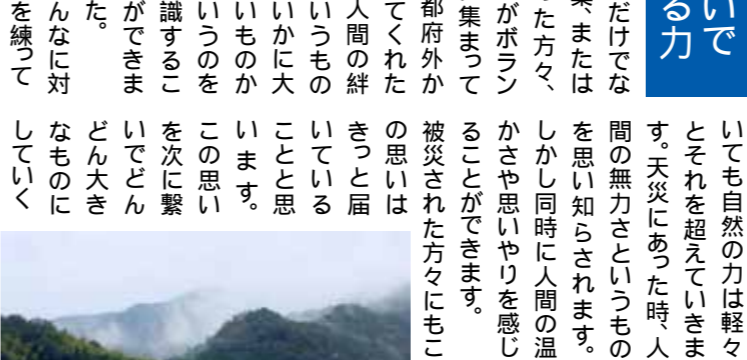 いで
る力
だけでな
、または
った方々、
がボラン
集まって
都府外か
てくれた
人間の絆
いうもの
いかに大
いものか
いうのを
識するこ
ができま
た。
んなに対
を練って
いても自然の力は軽々
とそれを超えていきま
す。天災にあった時、人
間の無力さというもの
を思い知らされます。
しかし同時に人間の温
かさや思いやりを感じ
ることができます。
被災された方々にもこ
の思いは
きっと届
いている
ことと思
います。
この思い
を次に繋
いでどん
どん大き
なものに
していく